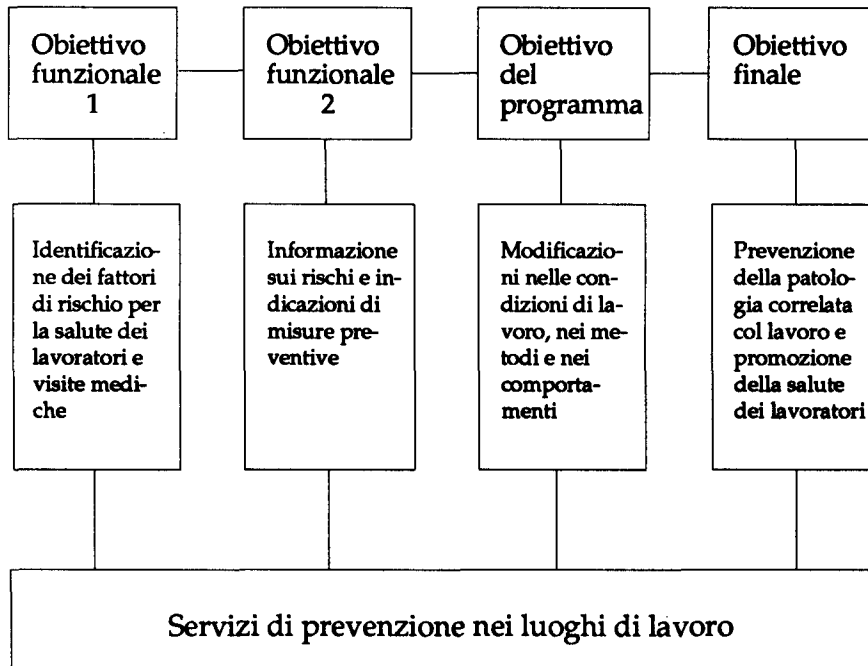 Obiettivo
funzionale
1
Obiettivo
funzionale
2
Obiettivo
del
programma
Obiettivo
finale
Identificazio-
ne dei fattori
di rischio per
la salute dei
lavoratori e
visite medi-
che
Informazione
sui rischi e in-
dicazioni di
misure pre-
ventive
Modificazio-
ni nelle con-
dizioni di la-
voro, nei me-
todi e nei
comporta-
menti
Prevenzione
della patolo-
gia correlata
col lavoro e
promozione
della salute
dei lavoratori
Servizi di prevenzione nei luoghi di lavoro